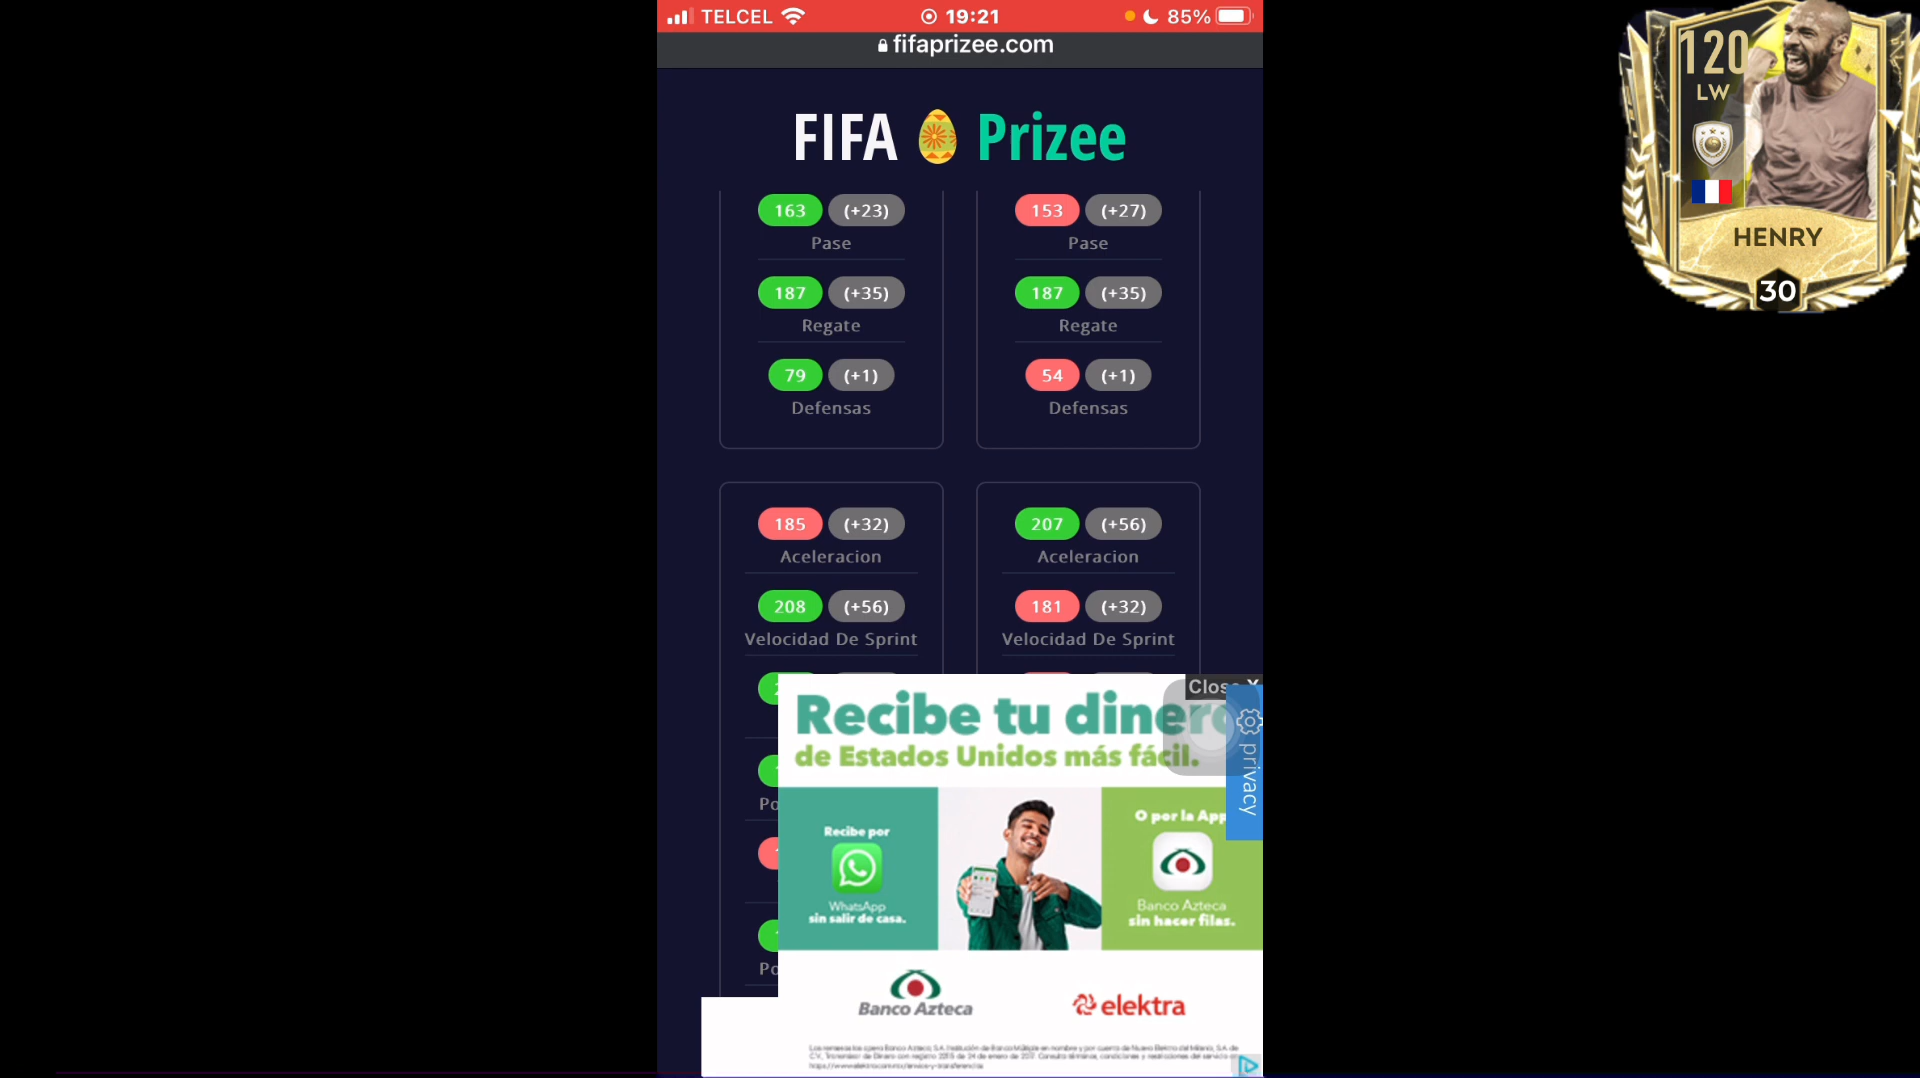 TELCEL 19:21 85%
fifaprizee.com
FIFA Prizee
163 (+23)
Pase
153 (+27)
Pase
187 (+35)
Regate
187 (+35)
Regate
79 (+1)
Defensas
54 (+1)
Defensas
185 (+32)
Aceleracion
207 (+56)
Aceleracion
208 (+56)
Velocidad De Sprint
181 (+32)
Velocidad De Sprint
Po
Po
Close X
privacy
Recibe tu dinero
de Estados Unidos más fácil.
Recibe por
WhatsApp
sin salir de casa.
O por la App
Banco Azteca
sin hacer filas.
Banco Azteca
elektra
120
LW
HENRY
30